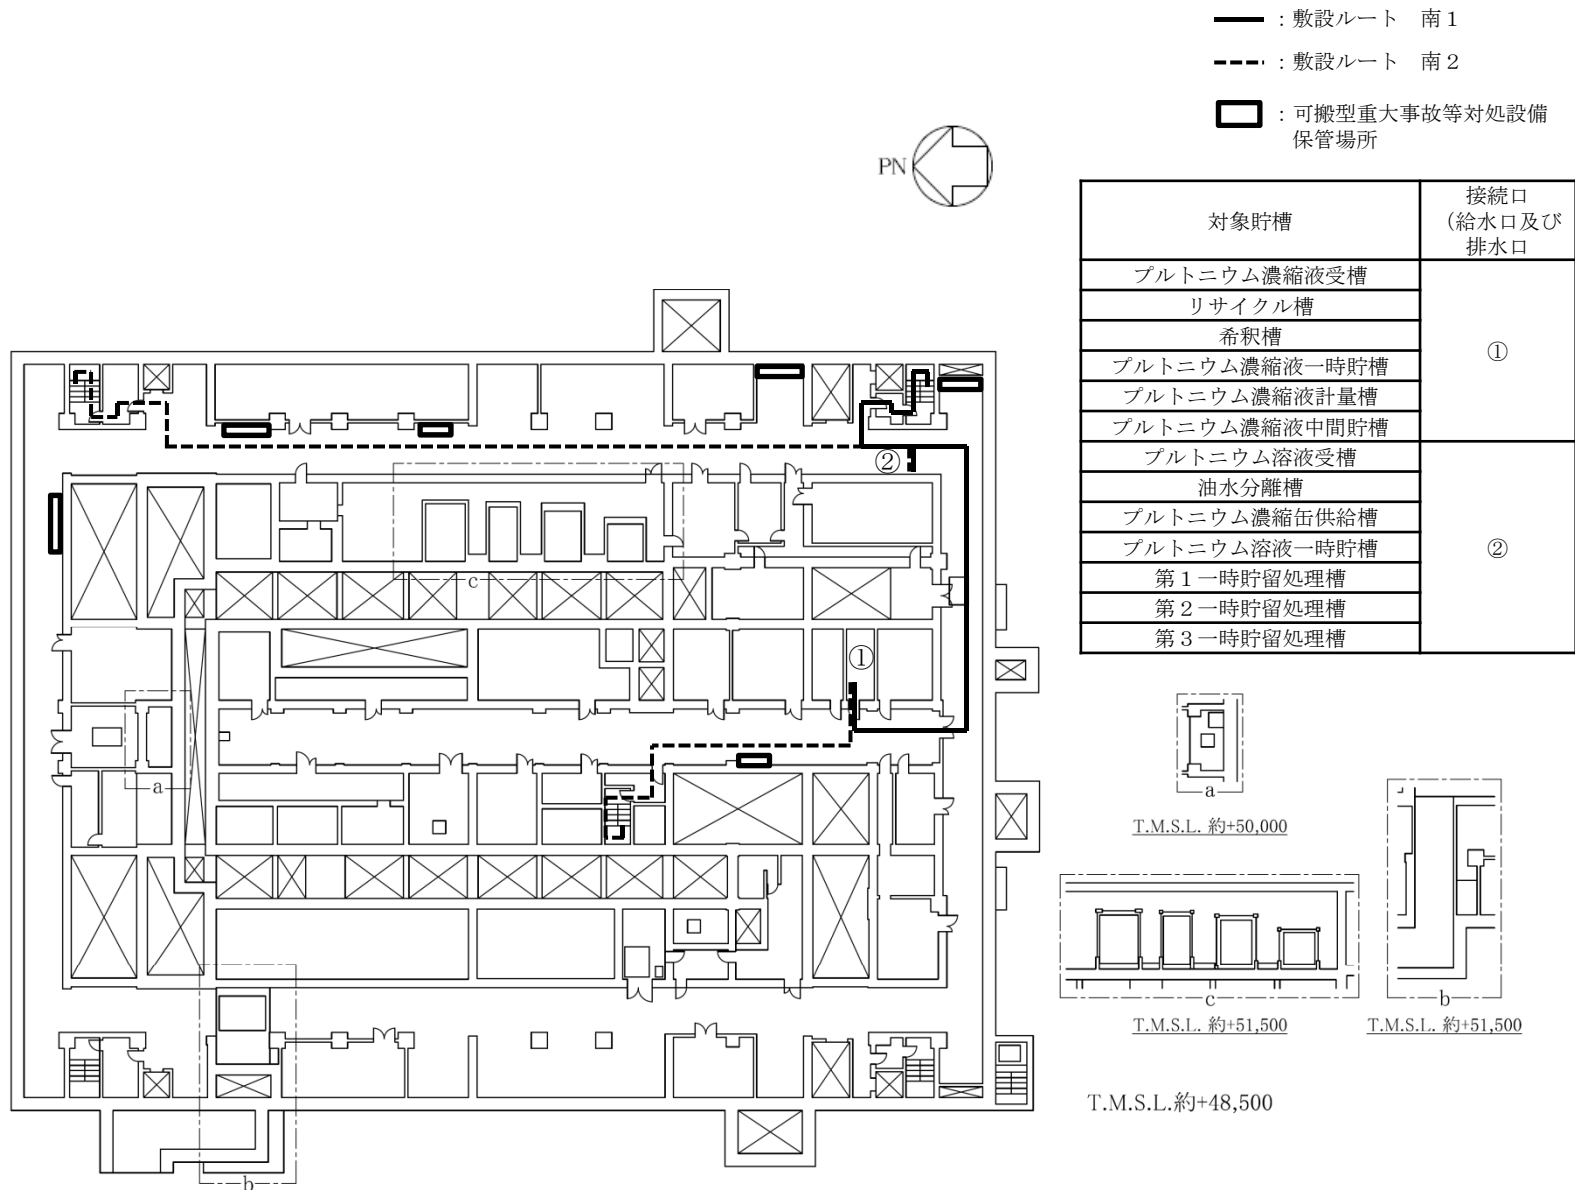 ：敷設ルート　南１
：敷設ルート　南２
：可搬型重大事故等対処設備
保管場所
PN
対象貯槽
接続口
（給水口及び
排水口
プルトニウム濃縮液受槽
リサイクル槽
希釈槽
プルトニウム濃縮液一時貯槽
プルトニウム濃縮液計量槽
プルトニウム濃縮液中間貯槽
①
プルトニウム溶液受槽
油水分離槽
プルトニウム濃縮缶供給槽
プルトニウム溶液一時貯槽
第１一時貯留処理槽
第２一時貯留処理槽
第３一時貯留処理槽
②
②
c
①
a
b
a
T.M.S.L. 約+50,000
c
T.M.S.L. 約+51,500
b
T.M.S.L. 約+51,500
T.M.S.L.約+48,500